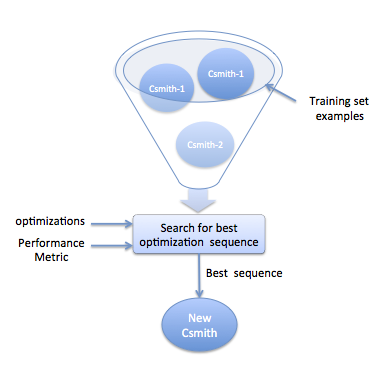 Csmith-1
Csmith-1
Training set
examples
Csmith-2
optimizations
Search for best
optimization sequence
Performance
Metric
Best sequence
New
Csmith